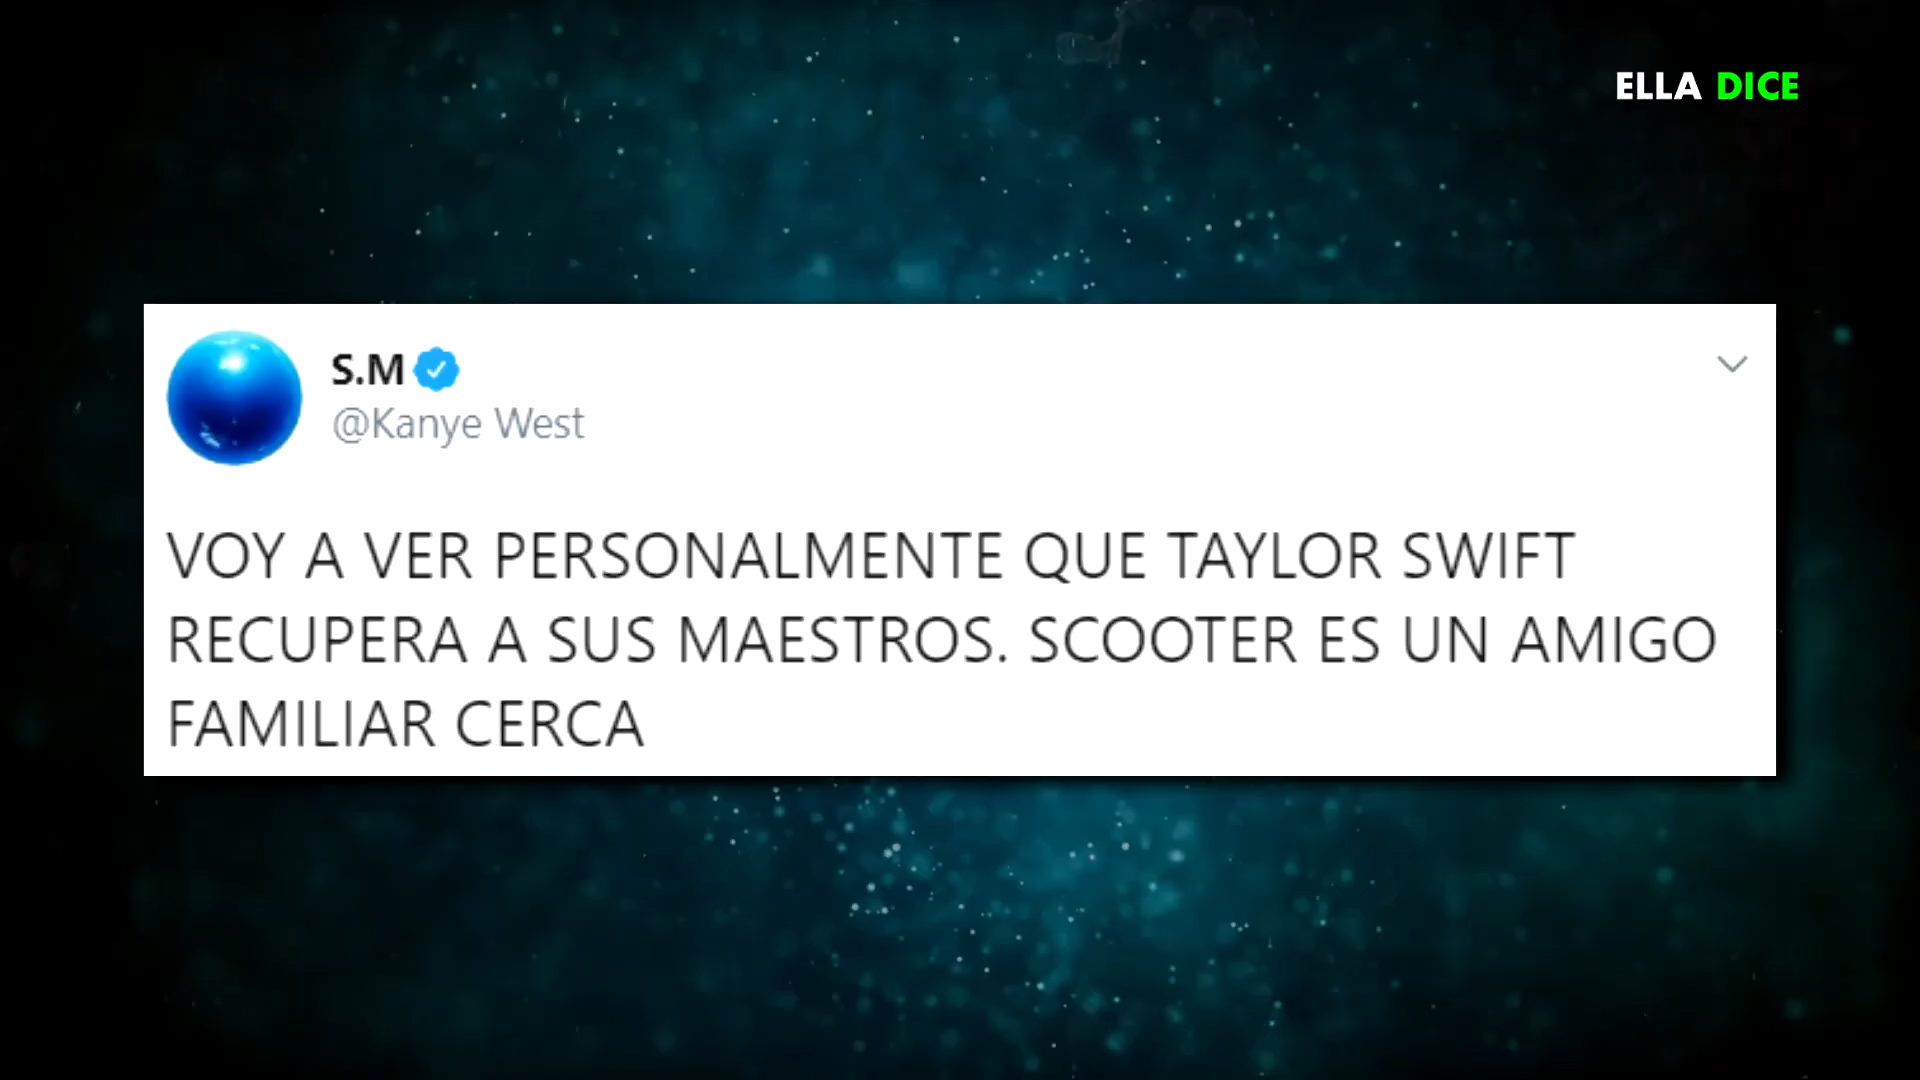 ELLA DICE
S.M
@Kanye West
VOY A VER PERSONALMENTE QUE TAYLOR SWIFT
RECUPERA A SUS MAESTROS. SCOOTER ES UN AMIGO
FAMILIAR CERCA